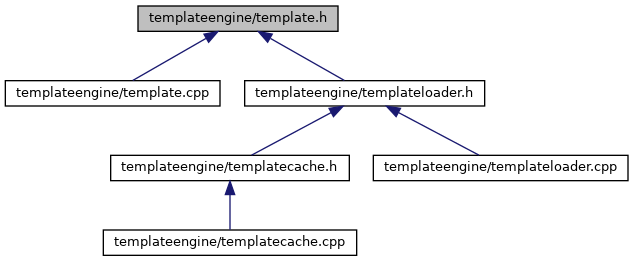 templateengine/template.h
templateengine/template.cpp
templateengine/templateloader.h
templateengine/templatecache.h
templateengine/templateloader.cpp
templateengine/templatecache.cpp